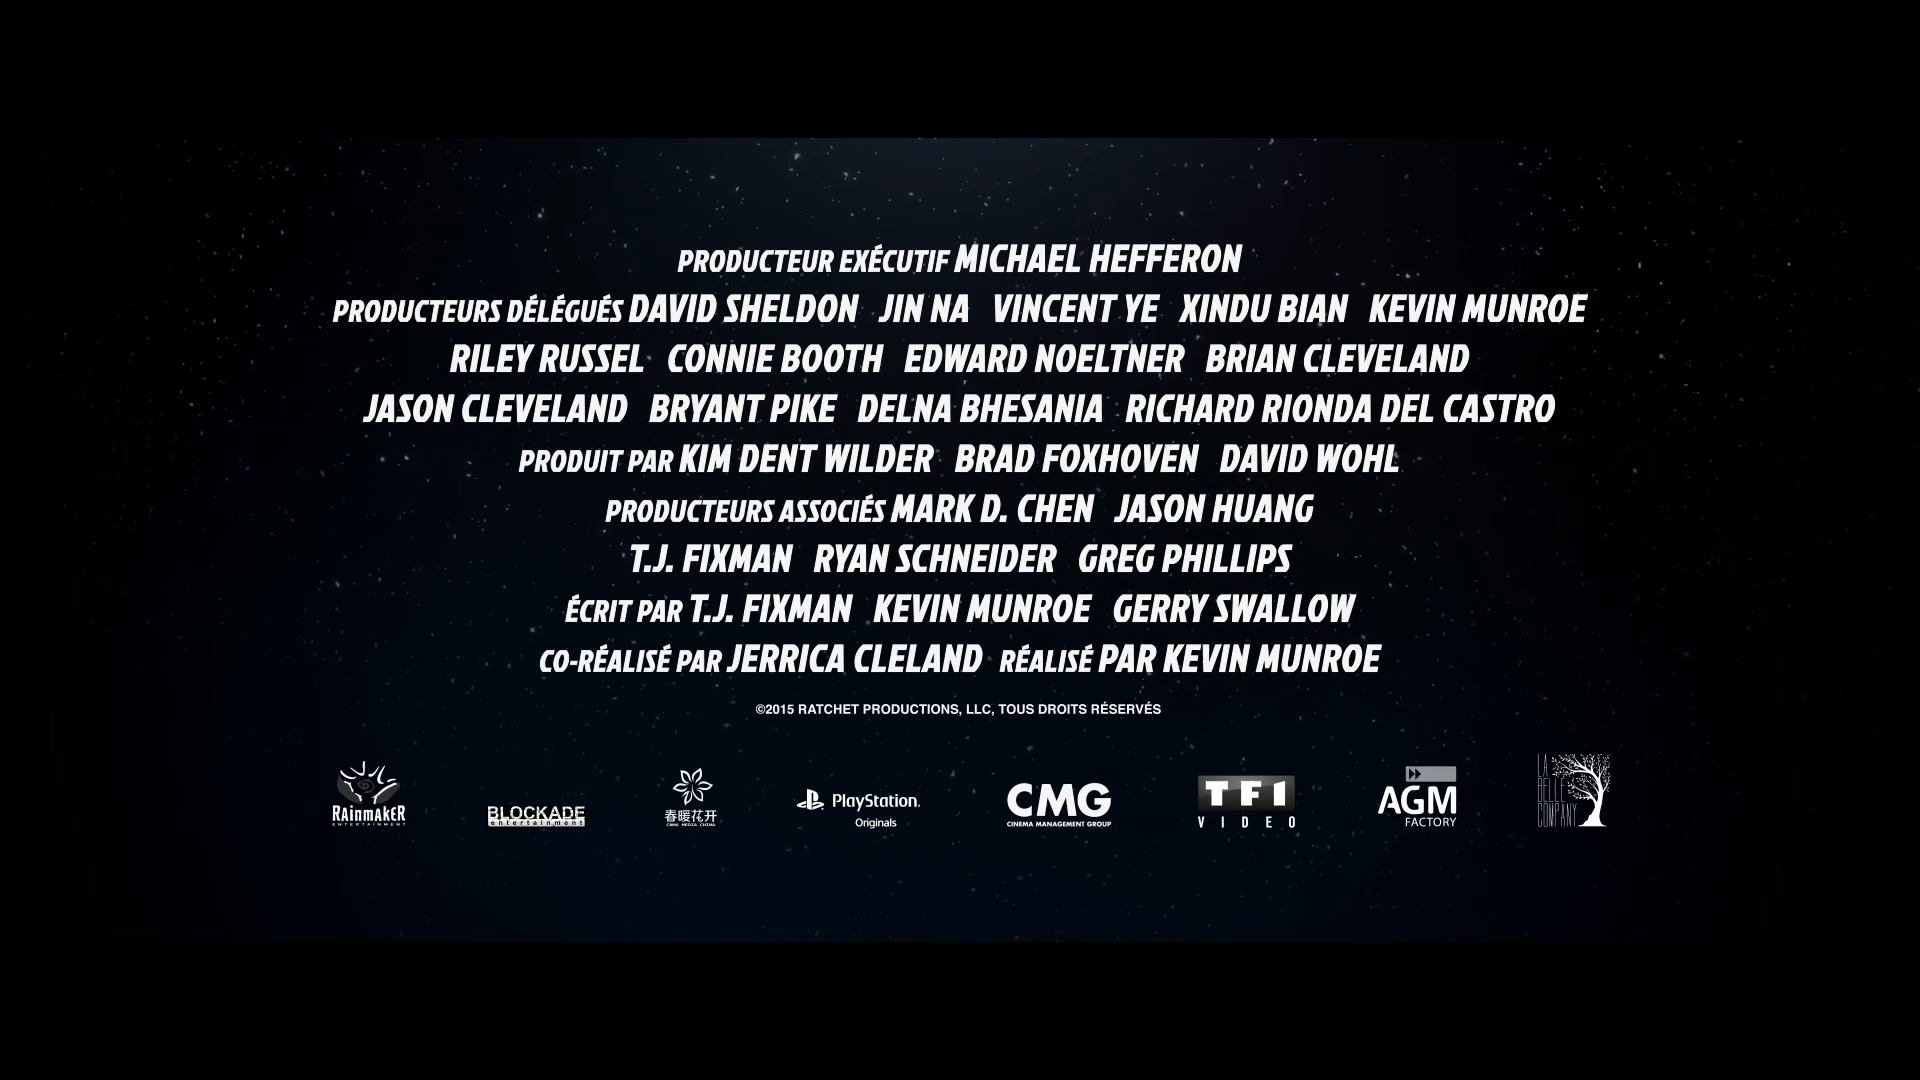 PRODUCTEUR EXÉCUTIF MICHAEL HEFFERON
PRODUCTEURS DÉLÉGUÉS DAVID SHELDON JIN NA VINCENT YE XINDU BIAN KEVIN MUNROE
RILEY RUSSEL CONNIE BOOTH EDWARD NOELTNER BRIAN CLEVELAND
JASON CLEVELAND BRYANT PIKE DELNA BHESANIA RICHARD RIONDA DEL CASTRO
PRODUIT PAR KIM DENT WILDER BRAD FOXHOVEN DAVID WOHL
PRODUCTEURS ASSOCIÉS MARK D. CHEN JASON HUANG
T.J. FIXMAN RYAN SCHNEIDER GREG PHILLIPS
ÉCRIT PAR T.J. FIXMAN KEVIN MUNROE GERRY SWALLOW
CO-RÉALISÉ PAR JERRICA CLELAND RÉALISÉ PAR KEVIN MUNROE
©2015 RATCHET PRODUCTIONS, LLC, TOUS DROITS RÉSERVÉS
RAinmAKER
ENTERTAINMENT
BLOCKADE
entertainment
春暖花开
CNHK MEDIA CHINA
PlayStation.
Originals
CMG
CINEMA MANAGEMENT GROUP
TF1
VIDEO
AGM
FACTORY
LA
BELLE
COMPANY